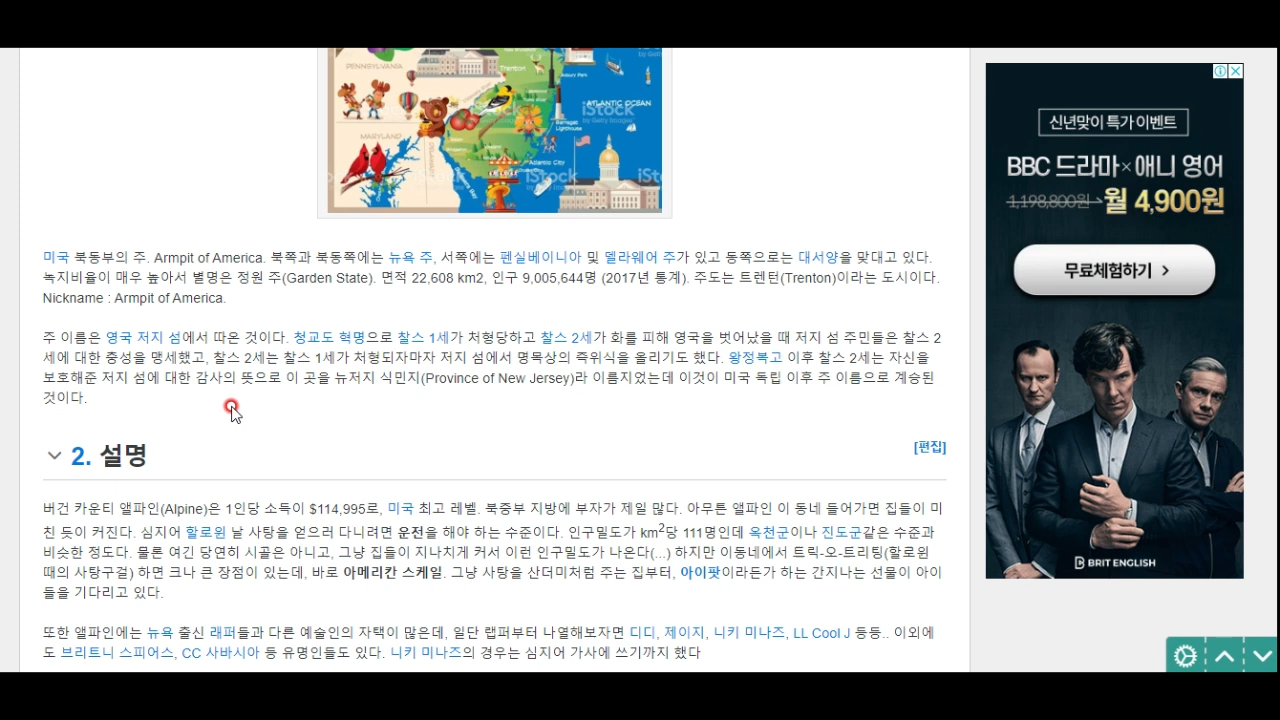 PENNSYLVANIA
Trenton
Asbury Park
ATLANTIC OCEAN
iStock
by Getty Images
Barnegat
Lighthouse
MARYLAND
DELAWARE
Atlantic City
iStock
by Getty Images
미국 북동부의 주. Armpit of America. 북쪽과 북동쪽에는 뉴욕 주, 서쪽에는 펜실베이니아 및 델라웨어 주가 있고 동쪽으로는 대서양을 맞대고 있다.
녹지비율이 매우 높아서 별명은 정원 주(Garden State). 면적 22,608 km2, 인구 9,005,644명 (2017년 통계). 주도는 트렌턴(Trenton)이라는 도시이다.
Nickname : Armpit of America.
주 이름은 영국 저지 섬에서 따온 것이다. 청교도 혁명으로 찰스 1세가 처형당하고 찰스 2세가 화를 피해 영국을 벗어났을 때 저지 섬 주민들은 찰스 2
세에 대한 충성을 맹세했고, 찰스 2세는 찰스 1세가 처형되자마자 저지 섬에서 명목상의 즉위식을 올리기도 했다. 왕정복고 이후 찰스 2세는 자신을
보호해준 저지 섬에 대한 감사의 뜻으로 이 곳을 뉴저지 식민지(Province of New Jersey)라 이름지었는데 이것이 미국 독립 이후 주 이름으로 계승된
것이다.
2. 설명
[편집]
버건 카운티 앨파인(Alpine)은 1인당 소득이 $114,995로, 미국 최고 레벨. 북중부 지방에 부자가 제일 많다. 아무튼 앨파인 이 동네 들어가면 집들이 미
친 듯이 커진다. 심지어 할로윈 날 사탕을 얻으러 다니려면 운전을 해야 하는 수준이다. 인구밀도가 km2당 111명인데 옥천군이나 진도군같은 수준과
비슷한 정도다. 물론 여긴 당연히 시골은 아니고, 그냥 집들이 지나치게 커서 이런 인구밀도가 나온다(...) 하지만 이동네에서 트릭-오-트리팅(할로윈
때의 사탕구걸) 하면 크나 큰 장점이 있는데, 바로 아메리칸 스케일. 그냥 사탕을 산더미처럼 주는 집부터, 아이팟이라든가 하는 간지나는 선물이 아이
들을 기다리고 있다.
또한 앨파인에는 뉴욕 출신 래퍼들과 다른 예술인의 자택이 많은데, 일단 랩퍼부터 나열해보자면 디디, 제이지, 니키 미나즈, LL Cool J 등등.. 이외에
도 브리트니 스피어스, CC 사바시아 등 유명인들도 있다. 니키 미나즈의 경우는 심지어 가사에 쓰기까지 했다
신년맞이 특가 이벤트
BBC 드라마×애니 영어
1,198,800원→월 4,900원
무료체험하기 >
BRIT ENGLISH